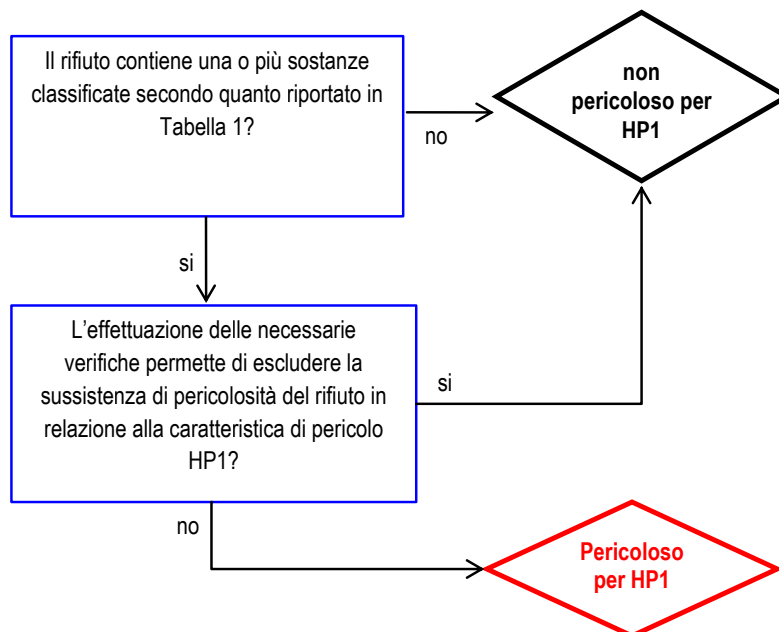 Il rifiuto contiene una o più sostanze
classificate secondo quanto riportato in
Tabella 1?
no
non
pericoloso per
HP1
si
L'effettuazione delle necessarie
verifiche permette di escludere la
sussistenza di pericolosità del rifiuto in
relazione alla caratteristica di pericolo
HP1?
si
no
Pericoloso
per HP1